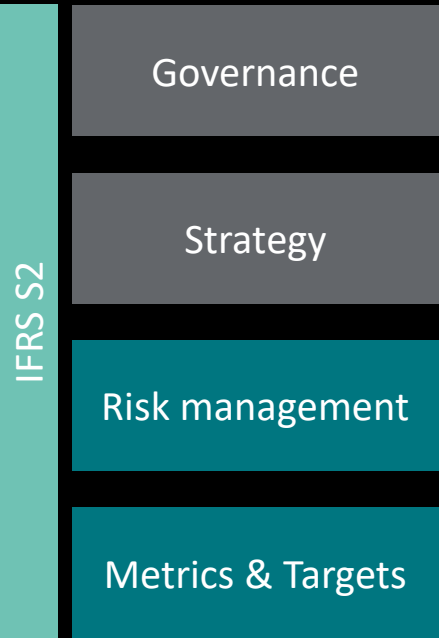 IFRS S2
Governance
Strategy
Risk management
Metrics & Targets